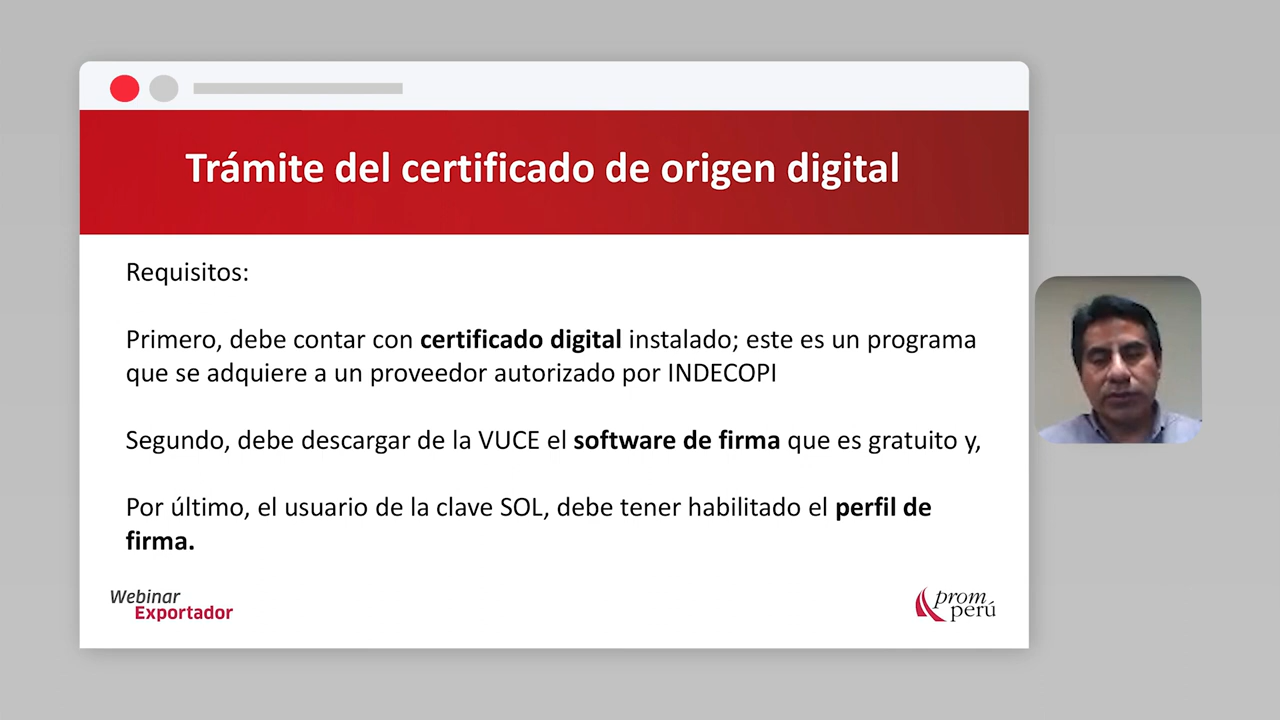 Trámite del certificado de origen digital
Requisitos:
Primero, debe contar con certificado digital instalado; este es un programa
que se adquiere a un proveedor autorizado por INDECOPI
Segundo, debe descargar de la VUCE el software de firma que es gratuito y,
Por último, el usuario de la clave SOL, debe tener habilitado el perfil de
firma.
Webinar
Exportador
prom
perú